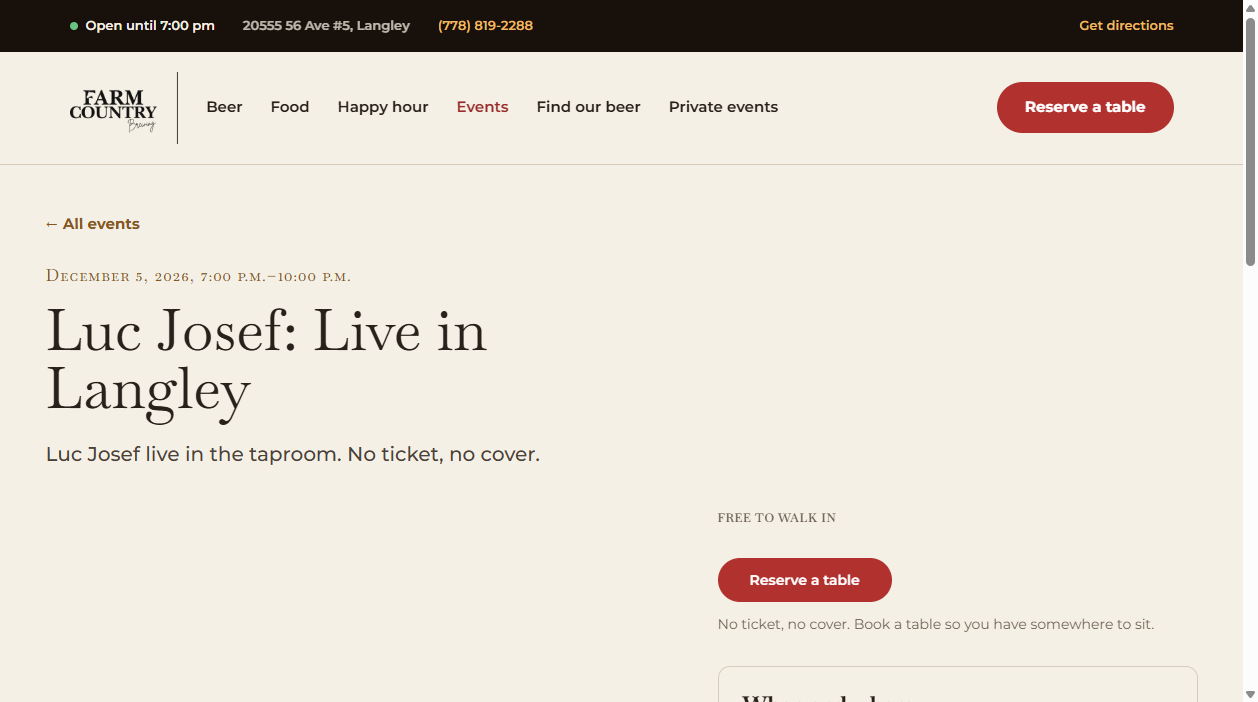 Open until 7:00 pm
20555 56 Ave #5, Langley
(778) 819-2288
Get directions
FARM
COUNTRY
Brewing
Beer
Food
Happy hour
Events
Find our beer
Private events
Reserve a table
← All events
December 5, 2026, 7:00 p.m.–10:00 p.m.
Luc Josef: Live in
Langley
Luc Josef live in the taproom. No ticket, no cover.
FREE TO WALK IN
Reserve a table
No ticket, no cover. Book a table so you have somewhere to sit.